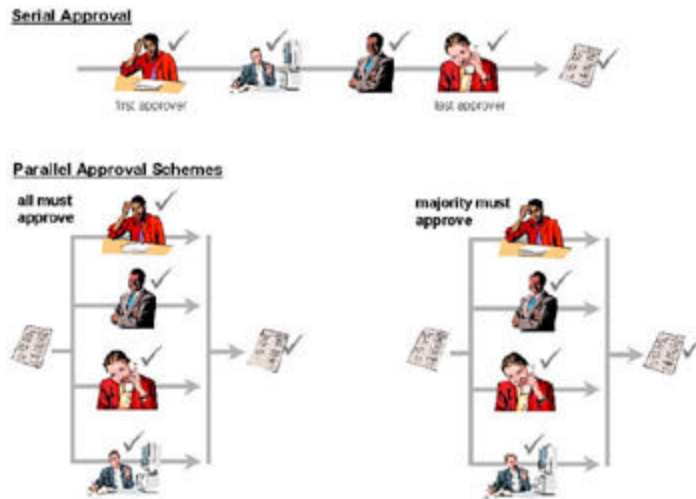 Serial Approval
first approver
last approver
Parallel Approval Schemes
all must
approve
majority must
approve